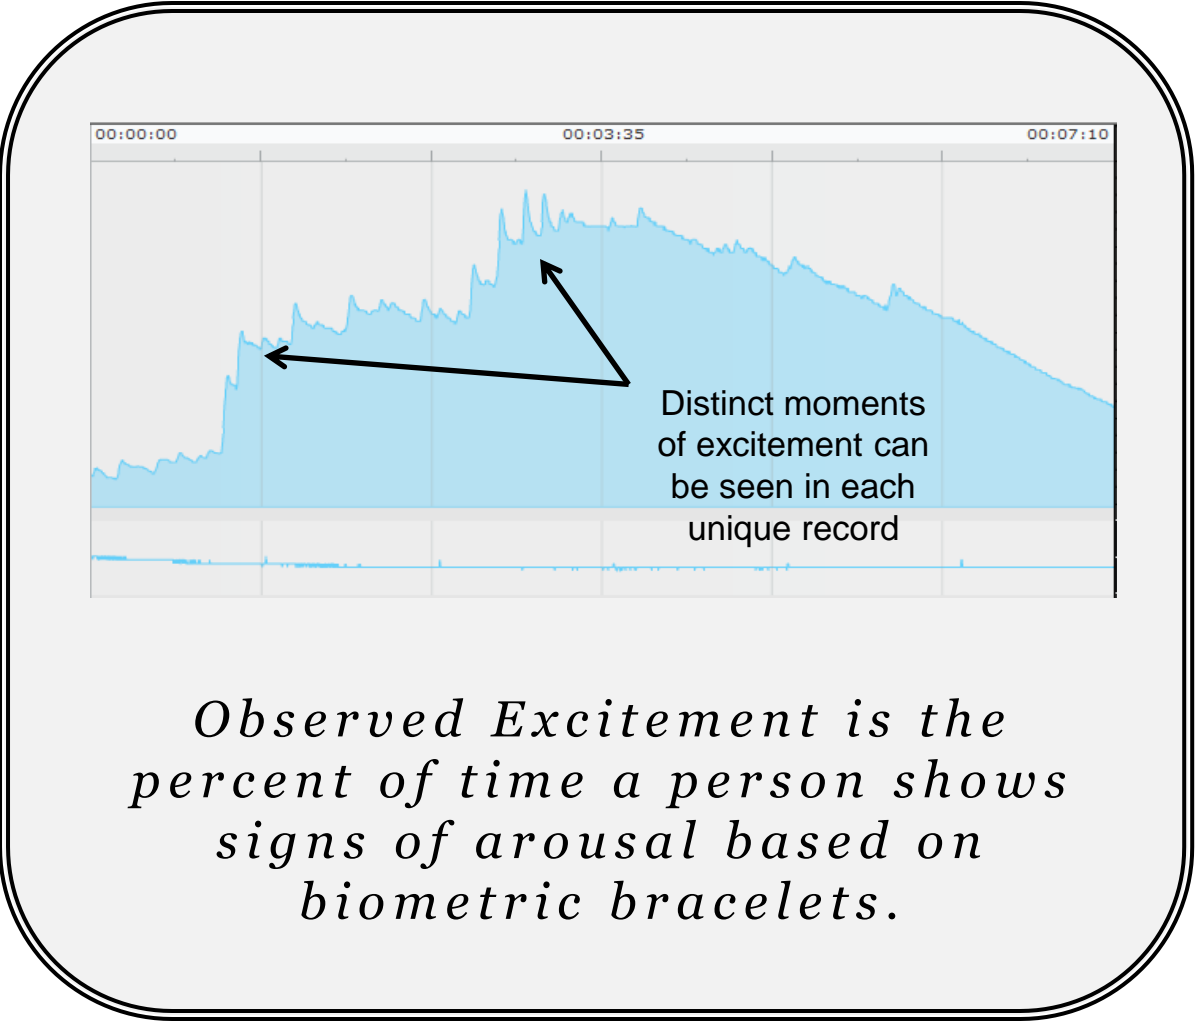 00:00:00 00:03:35 00:07:10
Distinct moments
of excitement can
be seen in each
unique record
Observed Excitement is the
percent of time a person shows
signs of arousal based on
biometric bracelets.